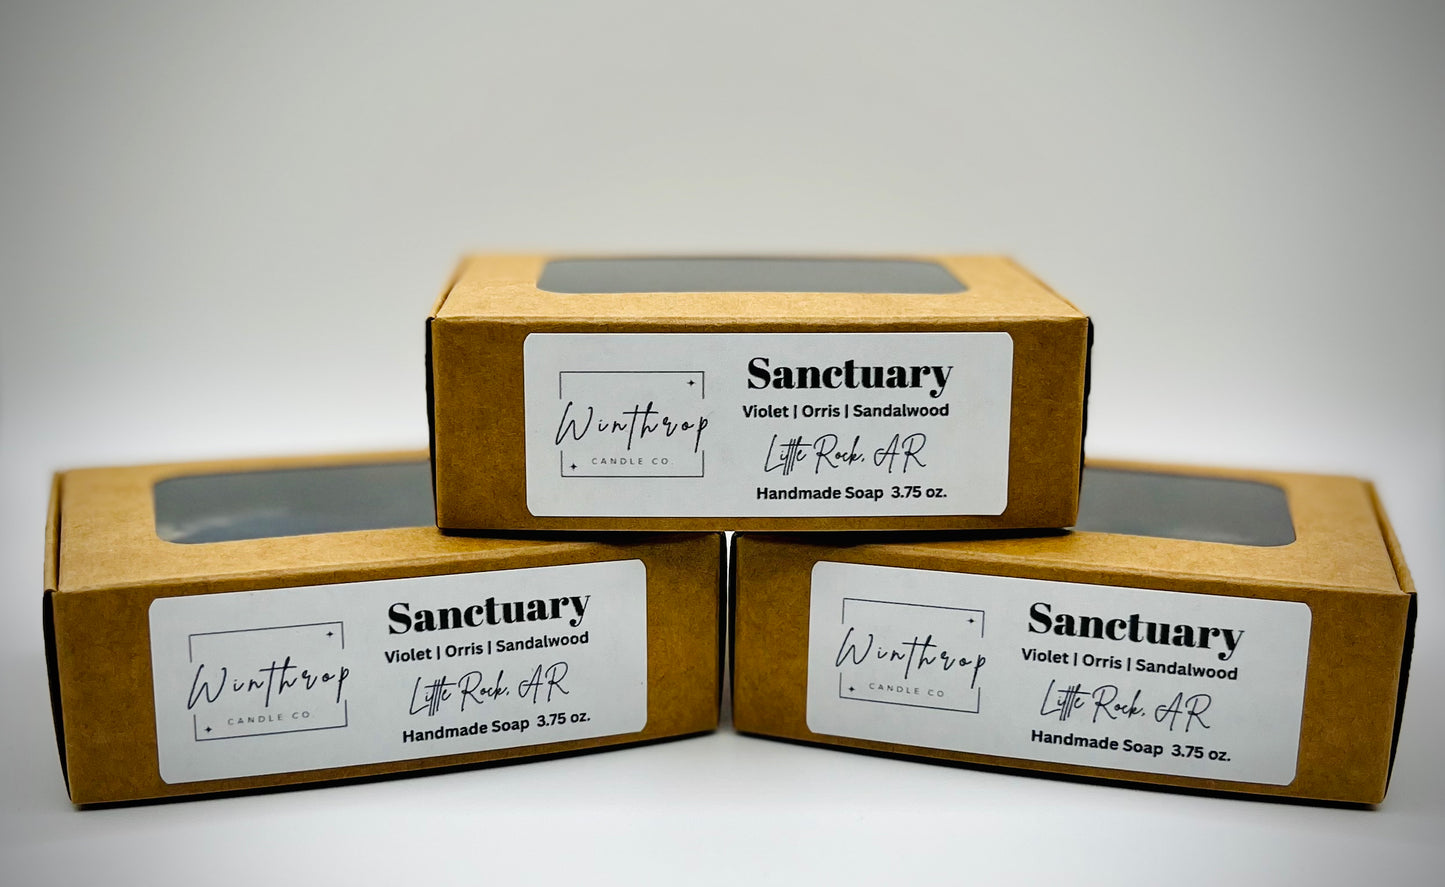 Winthrop
CANDLE CO.
Sanctuary
Violet | Orris | Sandalwood
Little Rock, AR
Handmade Soap 3.75 oz.
Winthrop
CANDLE CO.
Sanctuary
Violet | Orris | Sandalwood
Little Rock, AR
Handmade Soap 3.75 oz.
Winthrop
CANDLE CO
Sanctuary
Violet | Orris | Sandalwood
Little Rock, AR
Handmade Soap 3.75 oz.